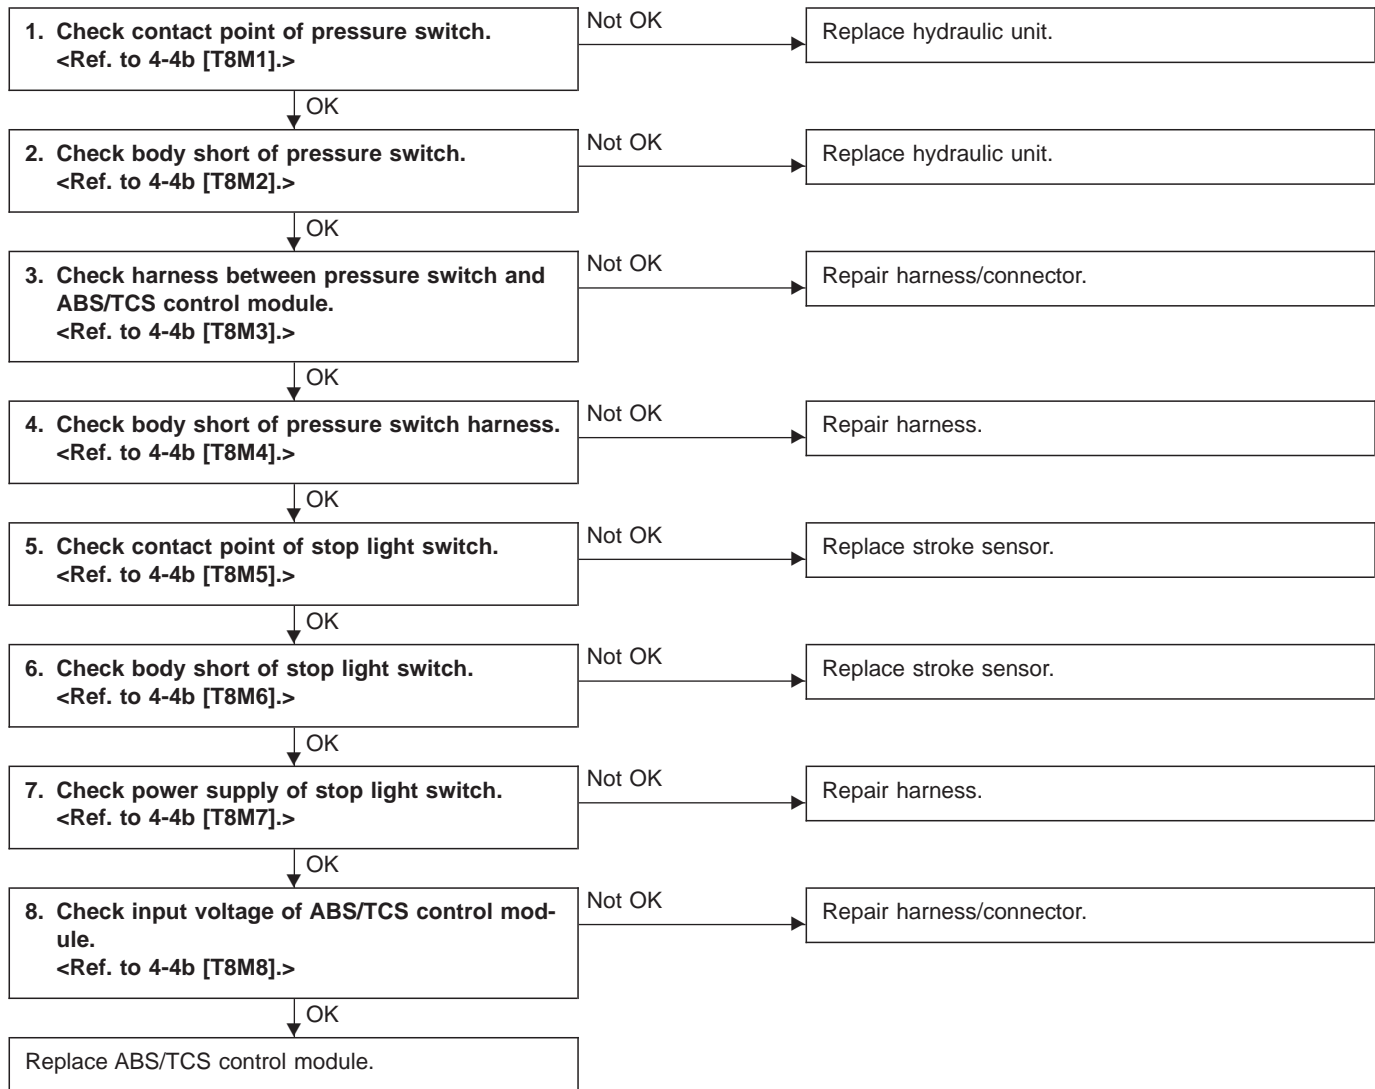 1. Check contact point of pressure switch.
<Ref. to 4-4b [T8M1].>
Not OK
Replace hydraulic unit.
OK
2. Check body short of pressure switch.
<Ref. to 4-4b [T8M2].>
Not OK
Replace hydraulic unit.
OK
3. Check harness between pressure switch and
ABS/TCS control module.
<Ref. to 4-4b [T8M3].>
Not OK
Repair harness/connector.
OK
4. Check body short of pressure switch harness.
<Ref. to 4-4b [T8M4].>
Not OK
Repair harness.
OK
5. Check contact point of stop light switch.
<Ref. to 4-4b [T8M5].>
Not OK
Replace stroke sensor.
OK
6. Check body short of stop light switch.
<Ref. to 4-4b [T8M6].>
Not OK
Replace stroke sensor.
OK
7. Check power supply of stop light switch.
<Ref. to 4-4b [T8M7].>
Not OK
Repair harness.
OK
8. Check input voltage of ABS/TCS control mod-
ule.
<Ref. to 4-4b [T8M8].>
Not OK
Repair harness/connector.
OK
Replace ABS/TCS control module.